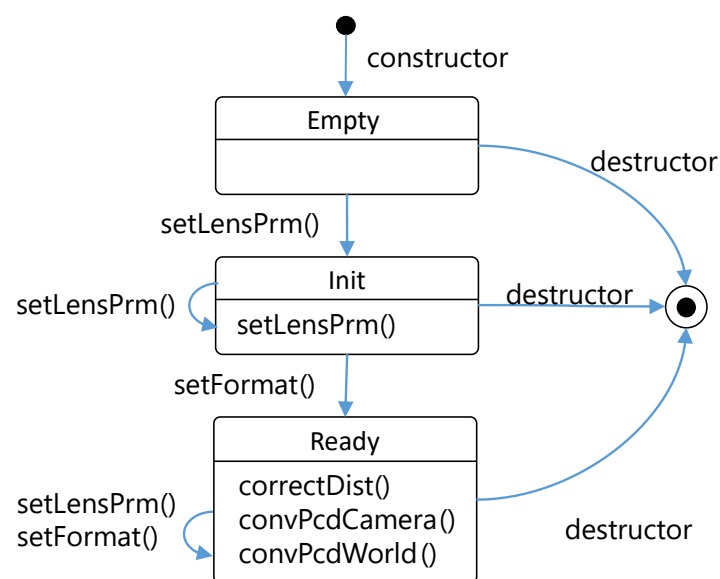 constructor
Empty
destructor
setLensPrm()
Init
setLensPrm()
destructor
setLensPrm()
setFormat()
Ready
correctDist()
setLensPrm()
convPcdCamera()
setFormat()
convPcdWorld()
destructor